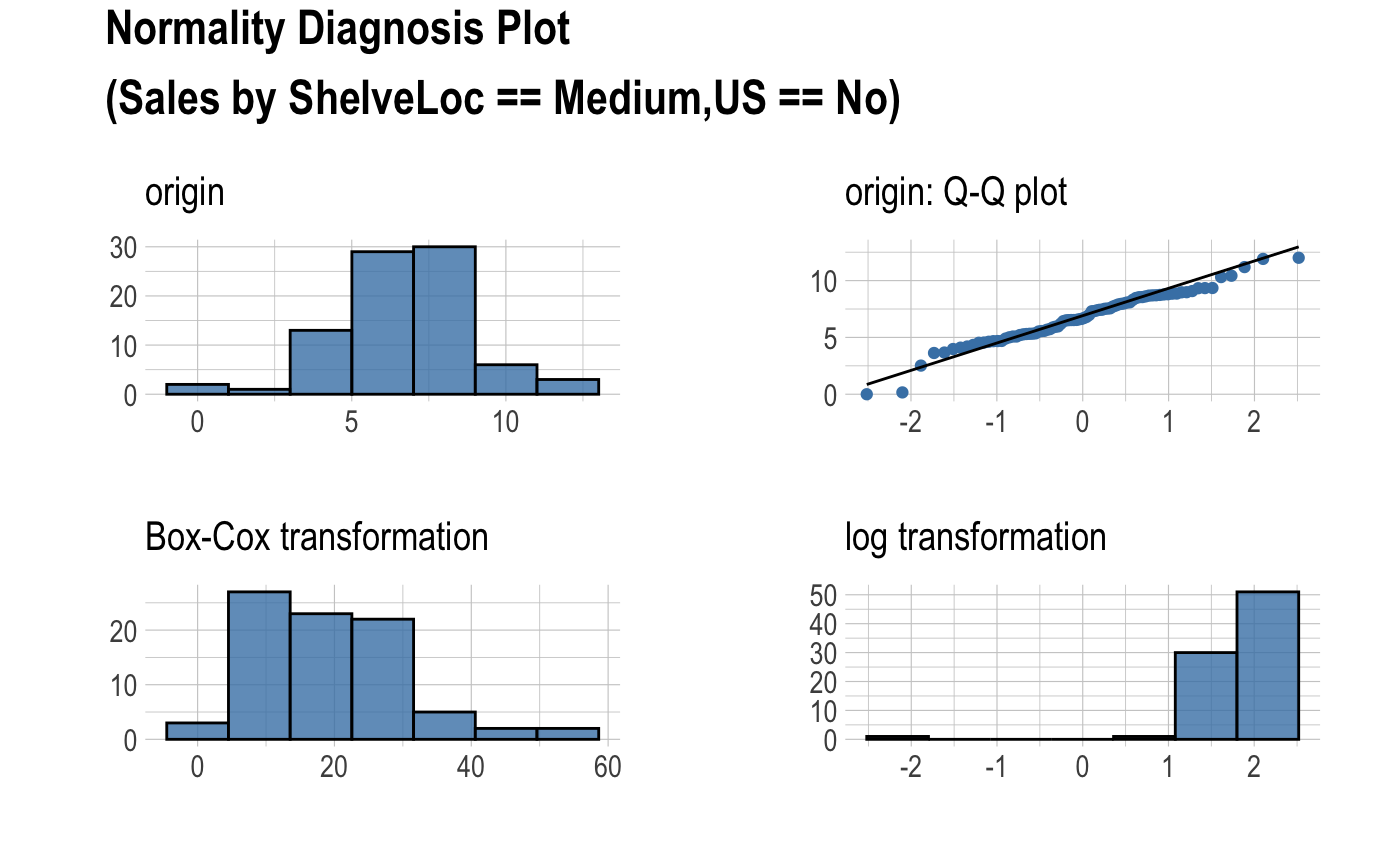 Normality Diagnosis Plot
(Sales by ShelveLoc == Medium,US == No)
origin
30
20
10
0
0 5 10
origin: Q-Q plot
10
5
0
-2 -1 0 1 2
Box-Cox transformation
20
10
0
0 20 40 60
log transformation
50
40
30
20
10
0
-2 -1 0 1 2